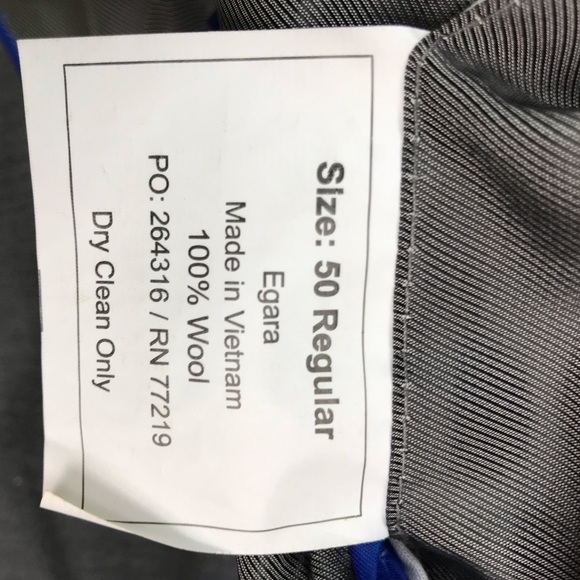 Size: 50 Regular
Egara
Made in Vietnam
100% Wool
PO: 264316 / RN 77219
Dry Clean Only